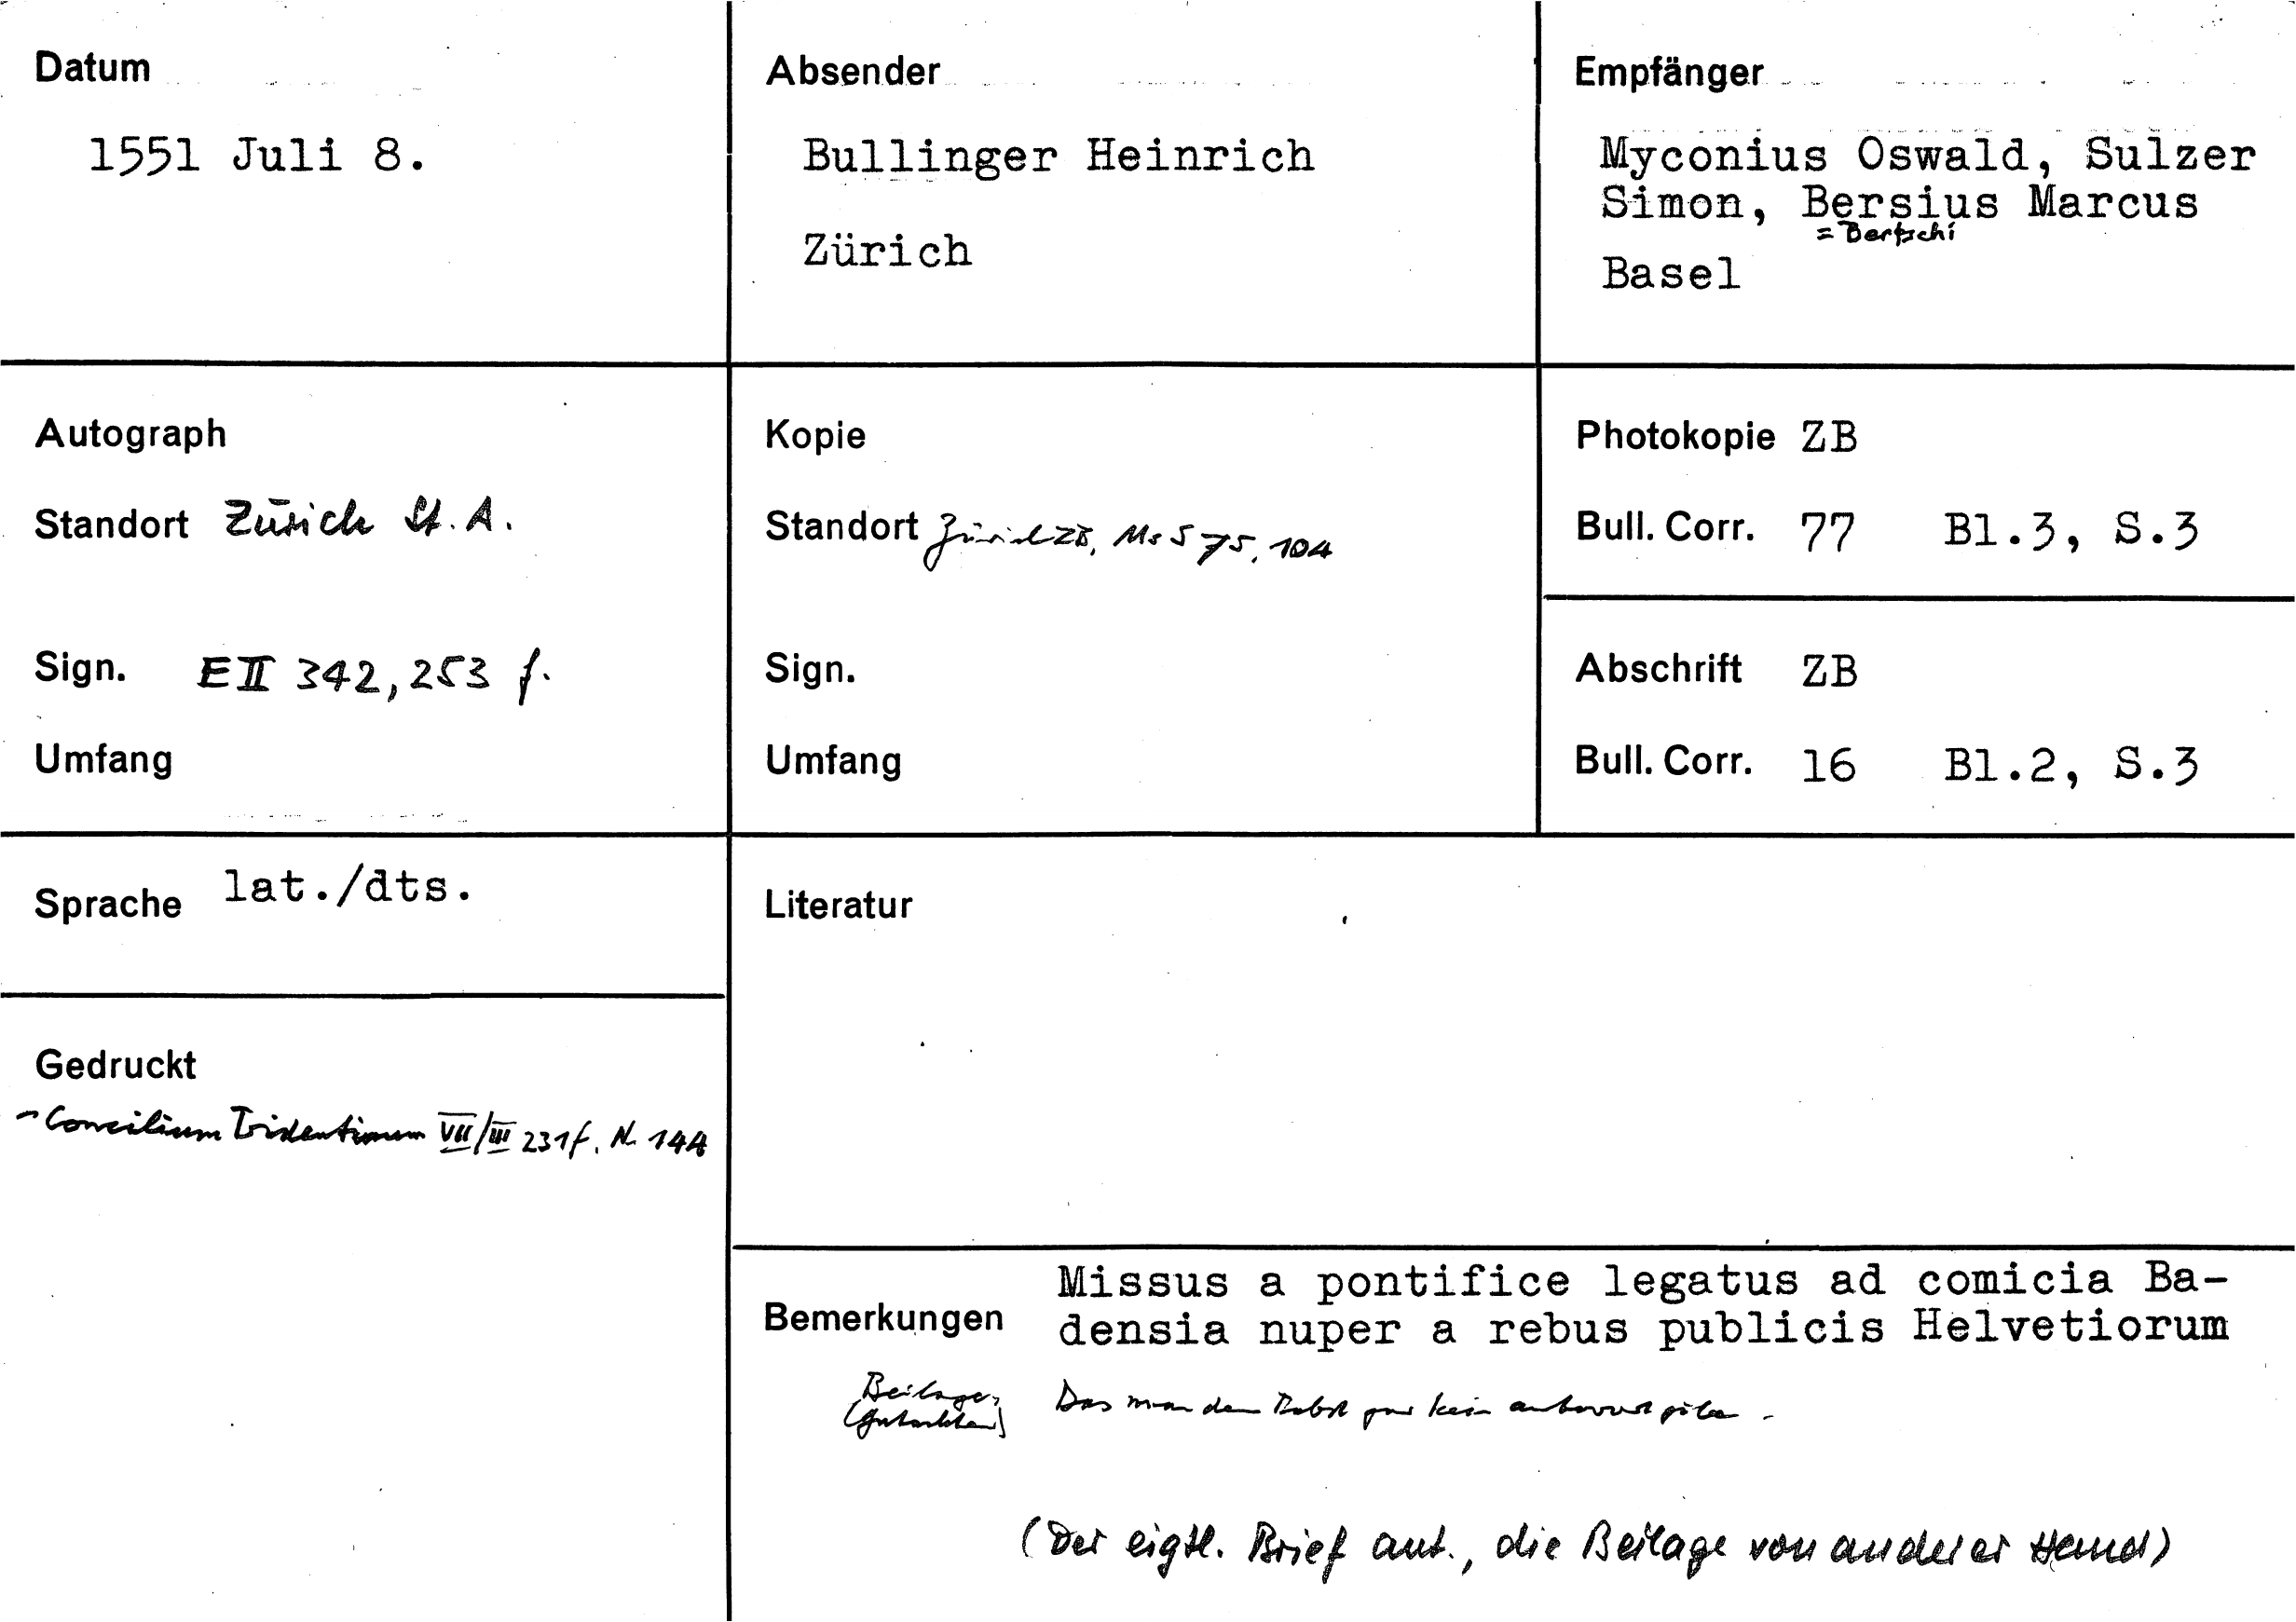 Datum
1551 Juli 8.
Absender
Bullinger Heinrich
Zürich
Empfänger
Myconius Oswald, Sulzer
Simon, Bersius Marcus
= Bertschi
Basel
Autograph
Standort Zürich St. A.
Sign. E II 342, 253 f.
Umfang
Kopie
Standort Zürich ZB, Ms S 75, 104
Sign.
Umfang
Photokopie ZB
Bull. Corr. 77 Bl.3, S.3
Abschrift ZB
Bull. Corr. 16 Bl.2, S.3
Sprache lat./dts.
Literatur
Gedruckt
- Concilium Tridentinum VII/III 231f. N. 144
Bemerkungen
Missus a pontifice legatus ad comicia Ba-
densia nuper a rebus publicis Helvetiorum
Beilage:
(Gutachten)
Das man dem Babst gar kein antwort
(Der eigtl. Brief aut., die Beilage von anderer Hand)